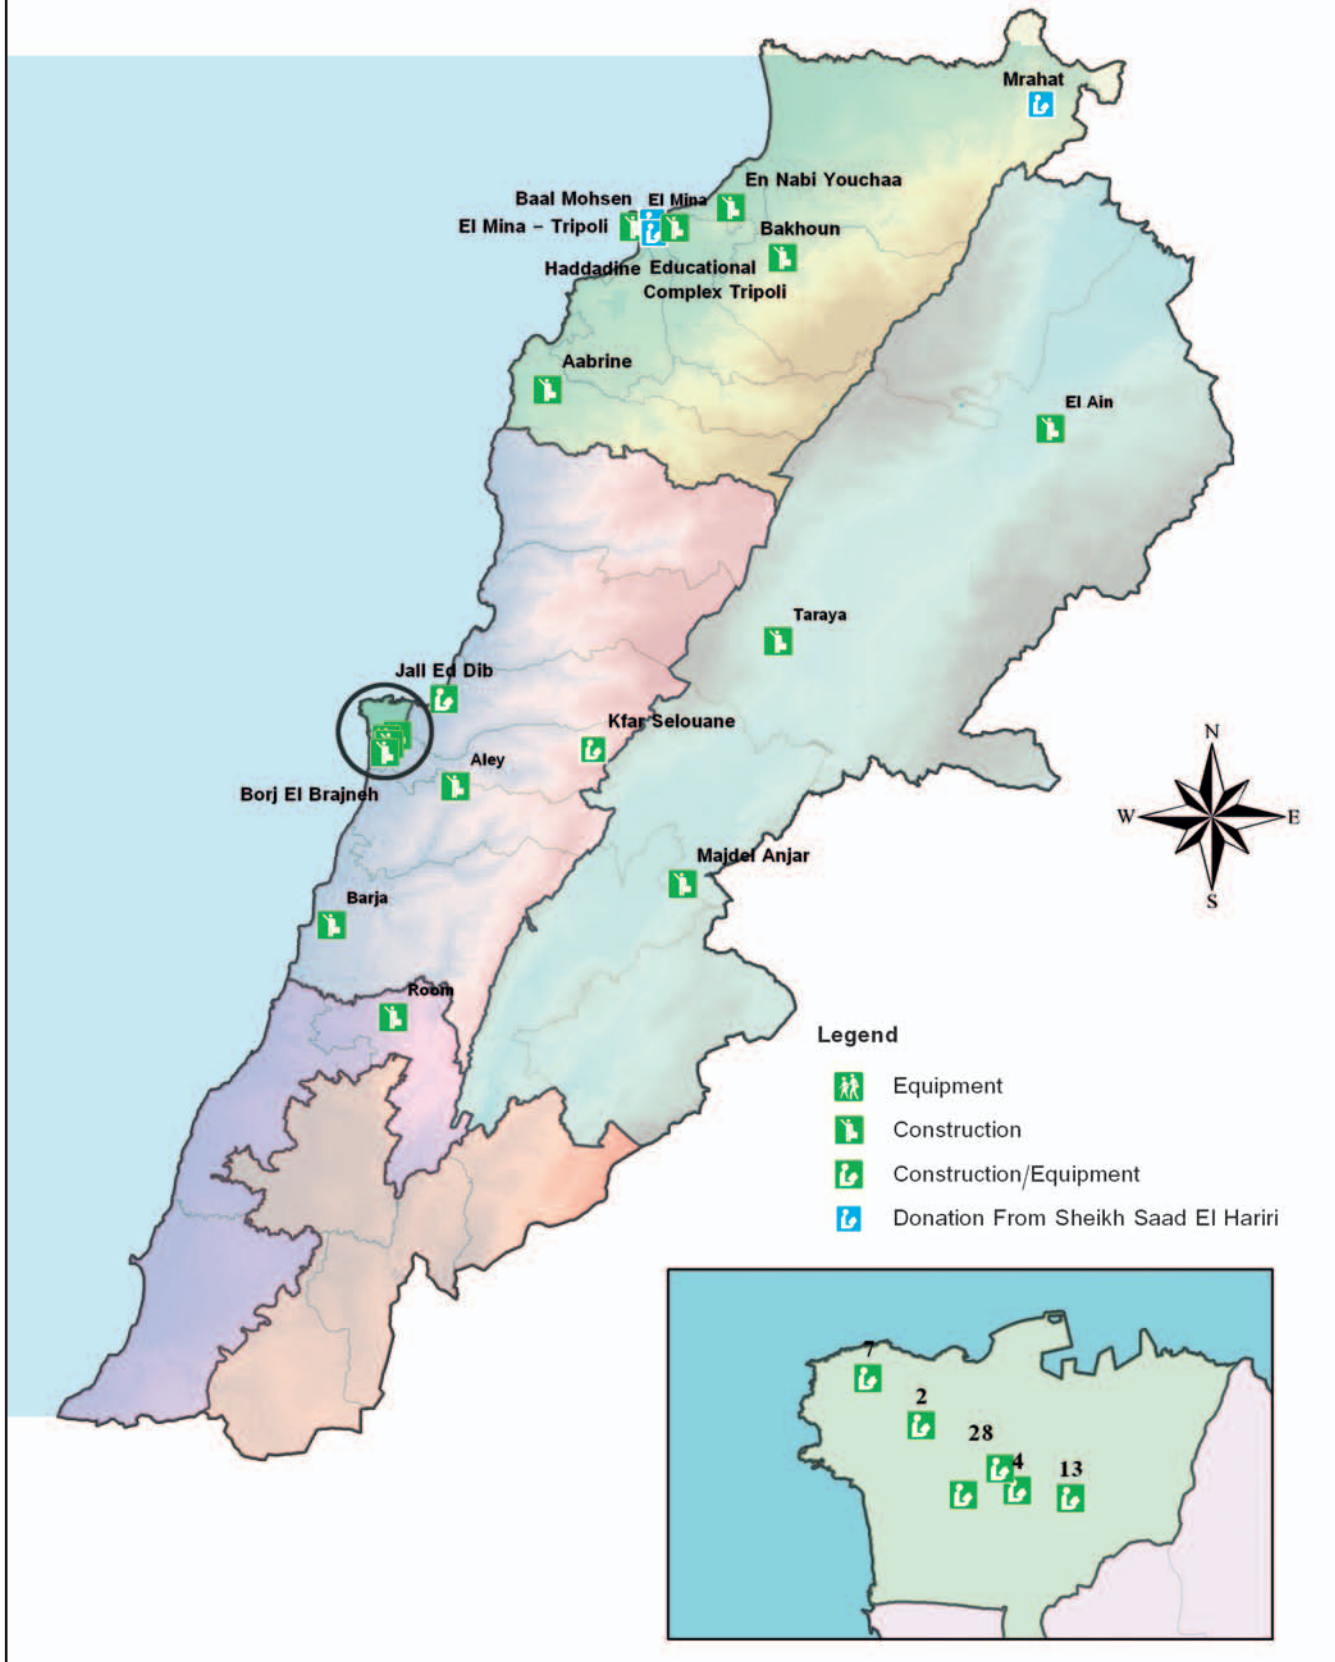 Mrahat
En Nabi Youchaa
Baal Mohsen
El Mina
El Mina – Tripoli
Bakhoun
Haddadine Educational
Complex Tripoli
Aabrine
El Ain
Taraya
Jall Ed Dib
Kfar Selouane
Aley
Borj El Brajneh
N
W
E
S
Majdel Anjar
Barja
Room
Legend
Equipment
Construction
Construction/Equipment
Donation From Sheikh Saad El Hariri
7
2
28
4
13